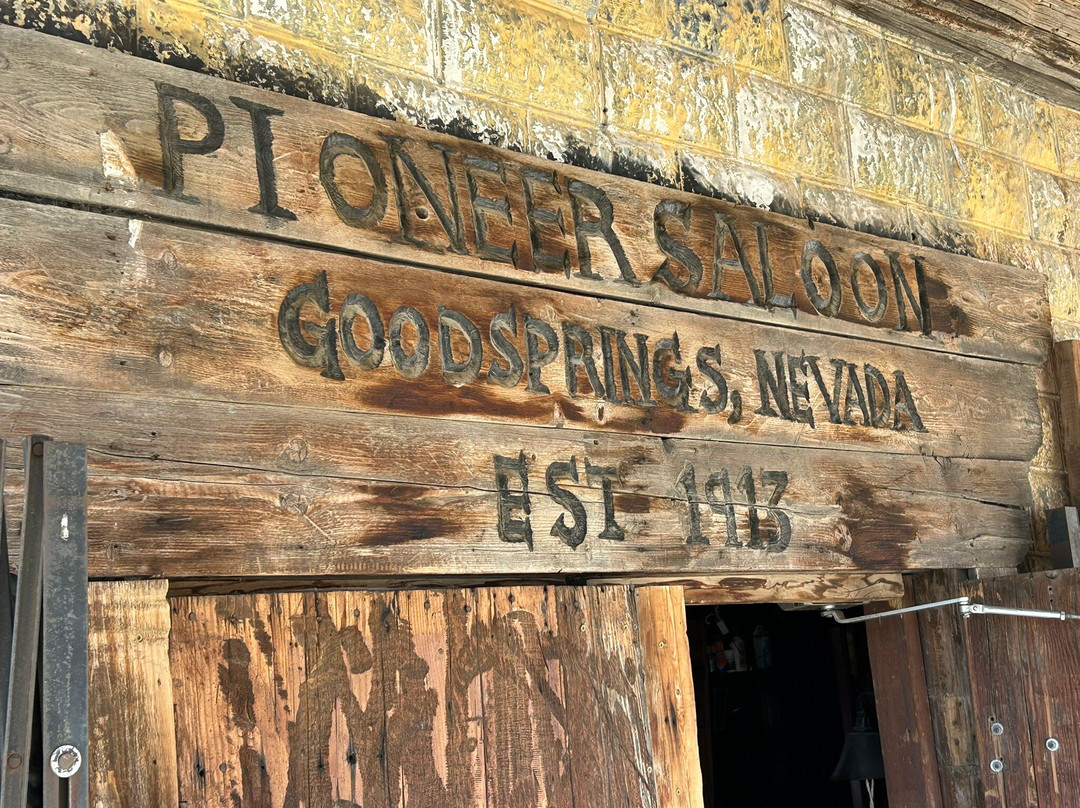 PIONEER SALOON
GOODSPRINGS, NEVADA
EST 1913